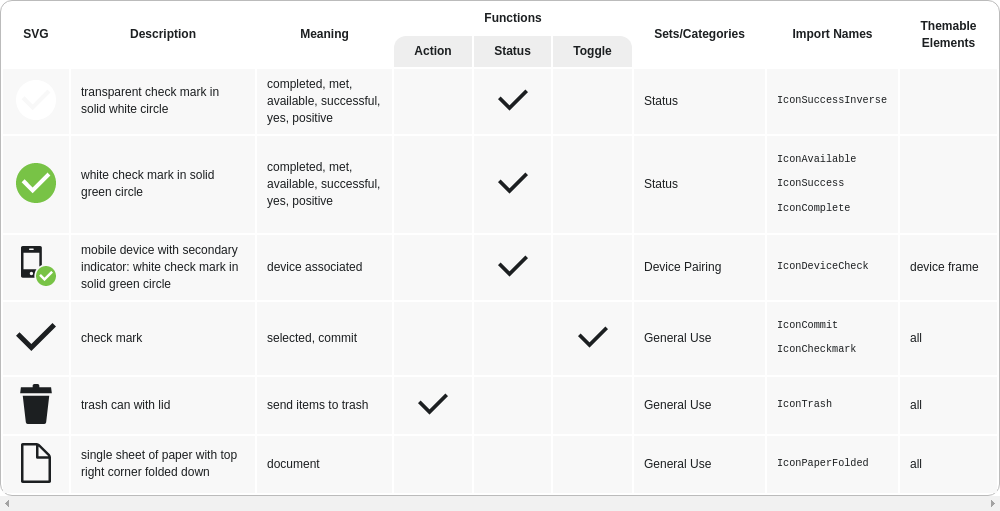 SVG Description Meaning Functions Sets/Categories Import Names Themable Elements
Action Status Toggle
transparent check mark in
solid white circle
completed, met,
available, successful,
yes, positive
Status
IconSuccessInverse
white check mark in solid
green circle
completed, met,
available, successful,
yes, positive
Status
IconAvailable
IconSuccess
IconComplete
mobile device with secondary
indicator: white check mark in
solid green circle
device associated
Device Pairing
IconDeviceCheck
device frame
check mark
selected, commit
General Use
IconCommit
IconCheckmark
all
trash can with lid
send items to trash
General Use
IconTrash
all
single sheet of paper with top
right corner folded down
document
General Use
IconPaperFolded
all